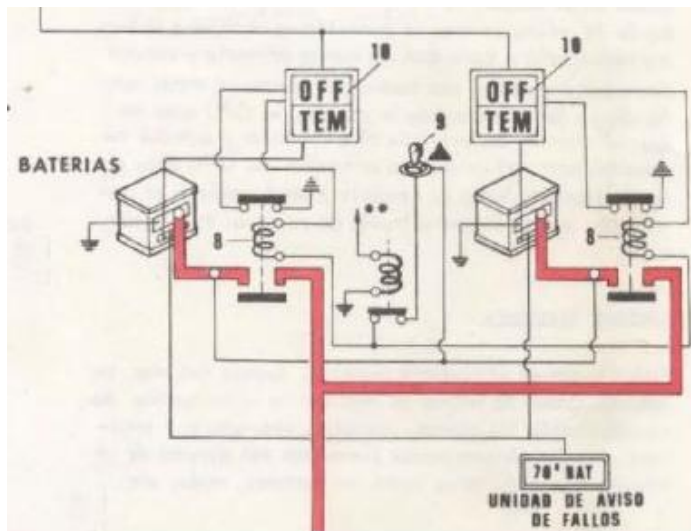 10
10
OFF
TEM
9
OFF
TEM
BATERIAS
8
**
8
70° BAT
UNIDAD DE AVISO
DE FALLOS